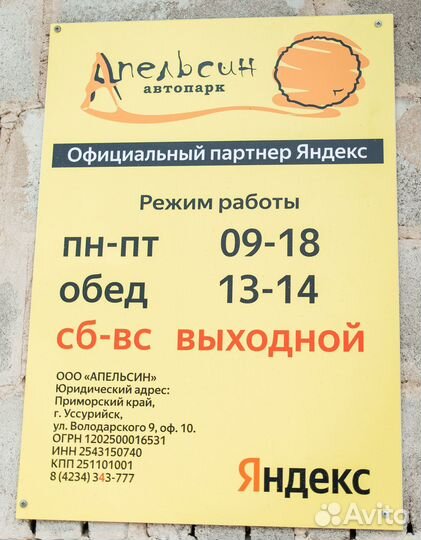 Апельсин
автопарк
Официальный партнер Яндекс
Режим работы
пн-пт 09-18
обед 13-14
сб-вс выходной
ООО «АПЕЛЬСИН»
Юридический адрес:
Приморский край,
г. Уссурийск,
ул. Володарского 9, оф. 10.
ОГРН 1202500016531
ИНН 2543150740
КПП 251101001
8 (4234) 343-777
Яндекс
Avito